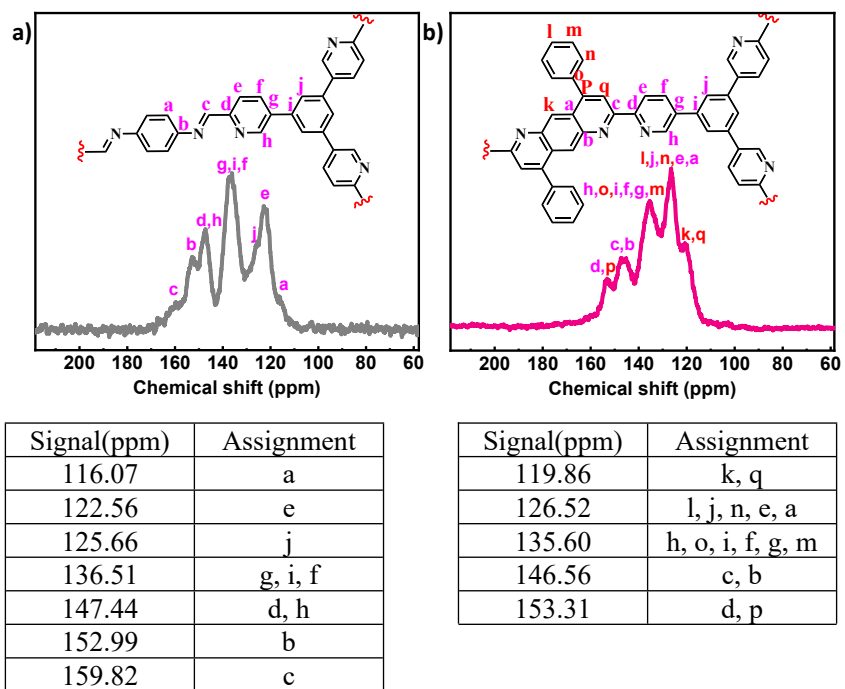 a)
N
N
N
N
N
a
b
c
d
e
f
g
h
i
j
g,i,f
e
d,h
b
j
c
a
200 180 160 140 120 100 80 60
Chemical shift (ppm)
b)
l m
n
o
p q
k a c d e f g i j
b h
N
N
N
N
N
l,j,n,e,a
h,o,i,f,g,m
c,b
k,q
d,p
200 180 160 140 120 100 80 60
Chemical shift (ppm)
Signal(ppm) Assignment
116.07 a
122.56 e
125.66 j
136.51 g, i, f
147.44 d, h
152.99 b
159.82 c
Signal(ppm) Assignment
119.86 k, q
126.52 l, j, n, e, a
135.60 h, o, i, f, g, m
146.56 c, b
153.31 d, p